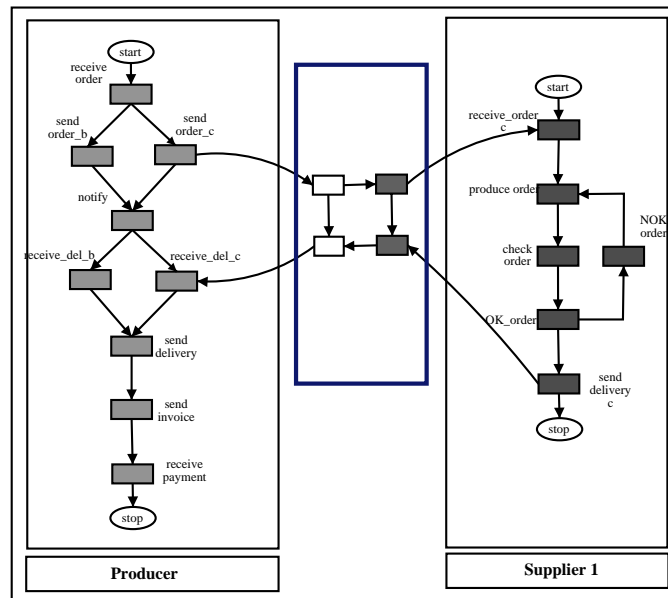 start
receive
order
send
order_b
send
order_c
notify
receive_del_b
receive_del_c
send
delivery
send
invoice
receive
payment
stop
Producer
start
receive_order
c
produce order
NOK
order
check
order
OK_order
send
delivery
c
stop
Supplier 1